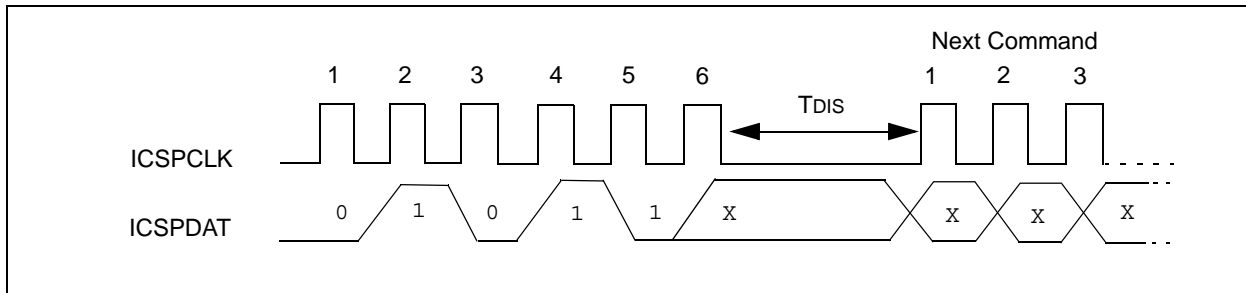 Next Command
1 2 3 4 5 6 1 2 3
TDIS
ICSPCLK
ICSPDAT
0 1 0 1 1 X X X X